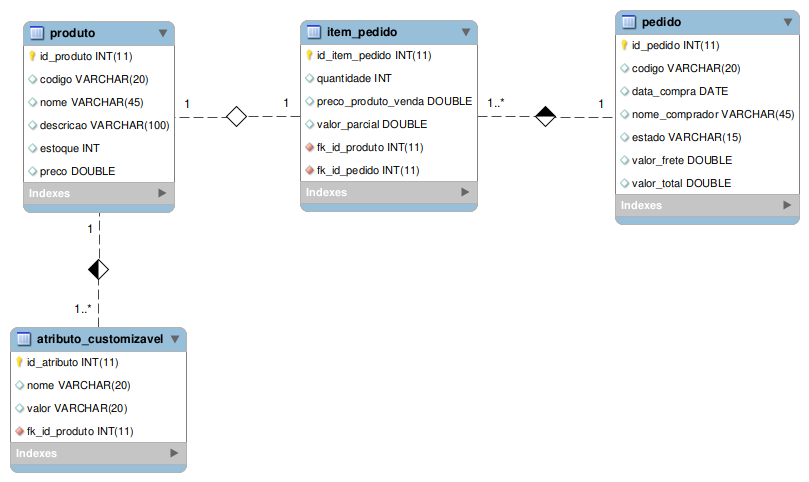 produto
id_produto INT(11)
codigo VARCHAR(20)
nome VARCHAR(45)
descricao VARCHAR(100)
estoque INT
preco DOUBLE
Indexes
1
1
item_pedido
id_item_pedido INT(11)
quantidade INT
preco_produto_venda DOUBLE
valor_parcial DOUBLE
fk_id_produto INT(11)
fk_id_pedido INT(11)
Indexes
1..*
1
pedido
id_pedido INT(11)
codigo VARCHAR(20)
data_compra DATE
nome_comprador VARCHAR(45)
estado VARCHAR(15)
valor_frete DOUBLE
valor_total DOUBLE
Indexes
1
1..*
atributo_customizavel
id_atributo INT(11)
nome VARCHAR(20)
valor VARCHAR(20)
fk_id_produto INT(11)
Indexes